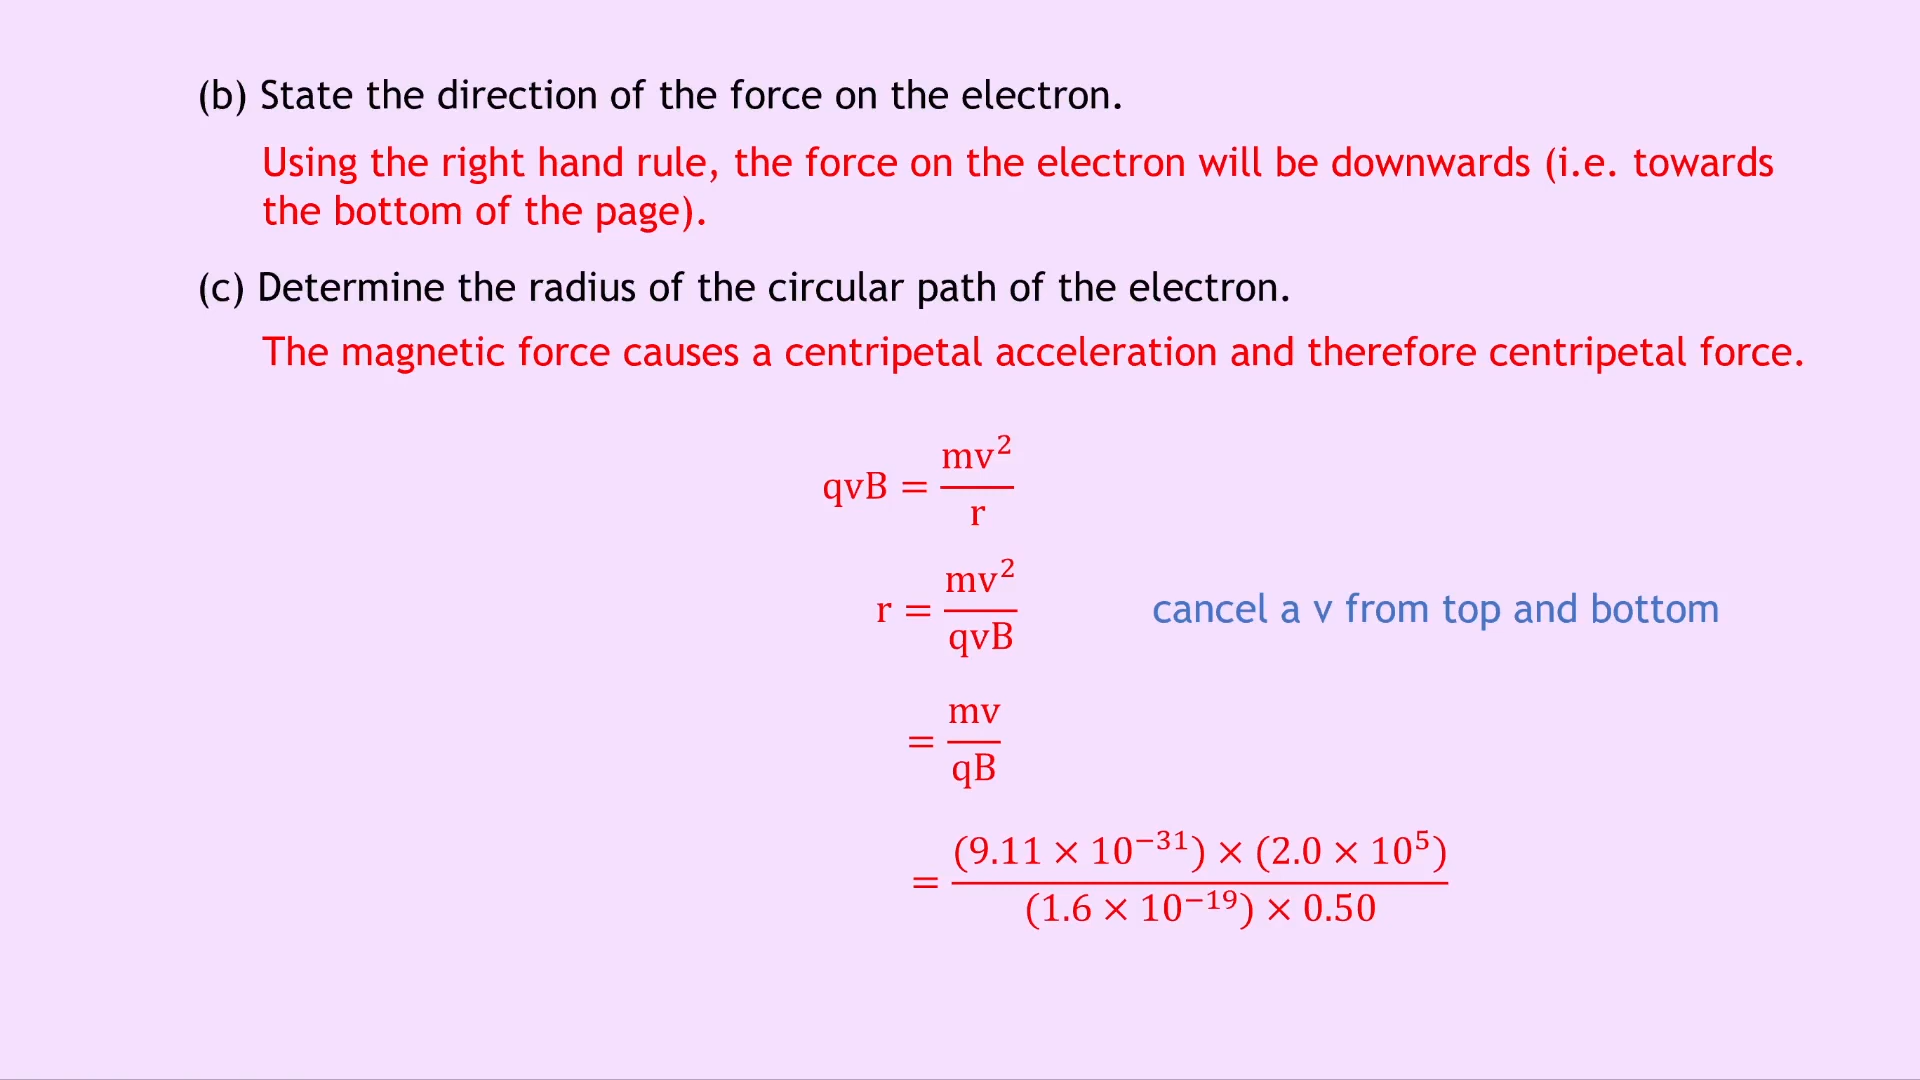 (b) State the direction of the force on the electron.
Using the right hand rule, the force on the electron will be downwards (i.e. towards
the bottom of the page).
(c) Determine the radius of the circular path of the electron.
The magnetic force causes a centripetal acceleration and therefore centripetal force.
qvB = mv²/r
r = mv²/qvB cancel a v from top and bottom
= mv/qB
= (9.11 × 10⁻³¹) × (2.0 × 10⁵)/(1.6 × 10⁻¹⁹) × 0.50